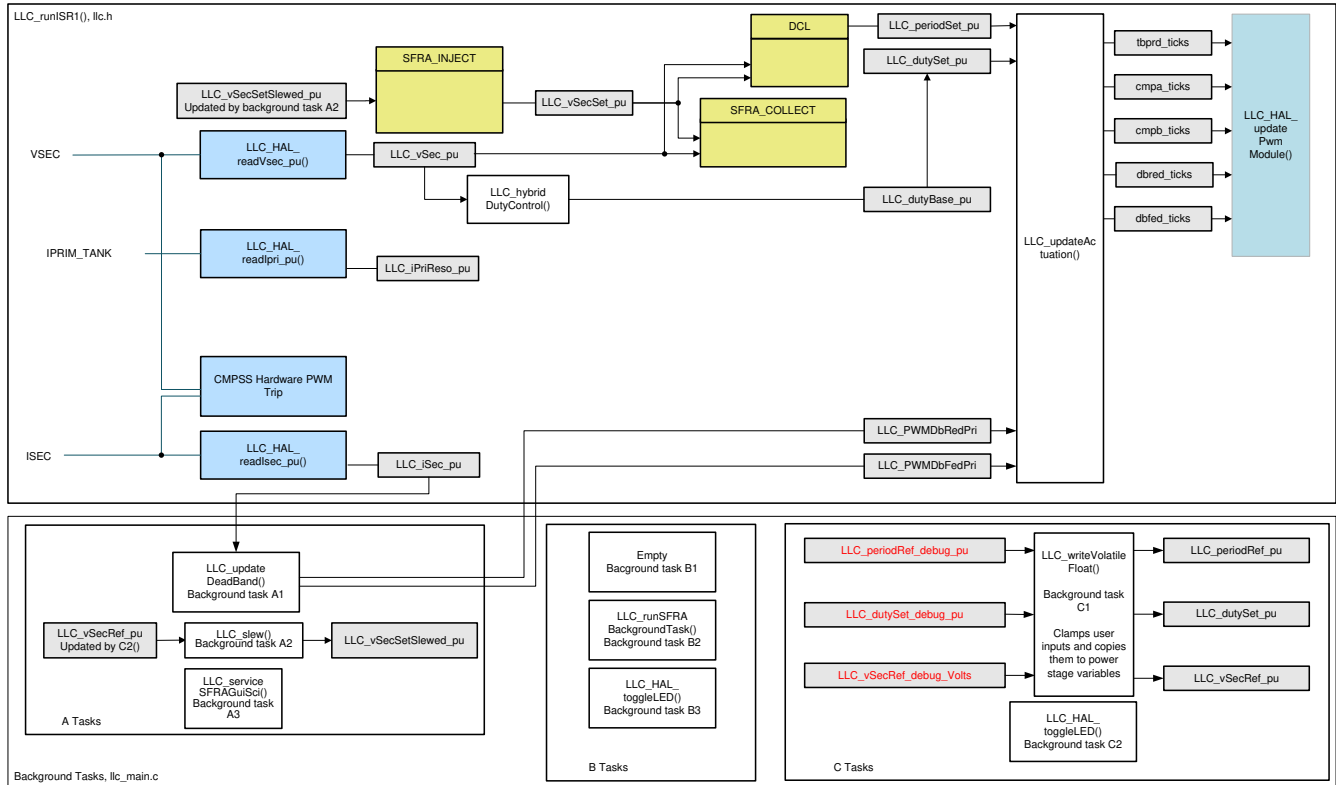 LLC_runISR1(), llc.h
DCL
LLC_periodSet_pu
SFRA_INJECT
LLC_dutySet_pu
tbprd_ticks
LLC_vSecSetSlewed_pu
Updated by background task A2
LLC_vSecSet_pu
cmpa_ticks
SFRA_COLLECT
cmpb_ticks
LLC_HAL_
update
Pwm
Module()
VSEC
LLC_HAL_
readVsec_pu()
LLC_vSec_pu
dbred_ticks
LLC_hybrid
DutyControl()
LLC_dutyBase_pu
dbfed_ticks
IPRIM_TANK
LLC_HAL_
readIpri_pu()
LLC_iPriReso_pu
LLC_updateAc
tuation()
CMPSS Hardware PWM
Trip
LLC_PWMDbRedPri
ISEC
LLC_HAL_
readIsec_pu()
LLC_iSec_pu
LLC_PWMDbFedPri
LLC_update
DeadBand()
Background task A1
LLC_vSecRef_pu
Updated by C2()
LLC_slew()
Background task A2
LLC_vSecSetSlewed_pu
LLC_service
SFRAGuiSci()
Background task
A3
A Tasks
Empty
Bacground task B1
LLC_runSFRA
BackgroundTask()
Background task B2
LLC_HAL_
toggleLED()
Background task B3
B Tasks
LLC_periodRef_debug_pu
LLC_dutySet_debug_pu
LLC_vSecRef_debug_Volts
LLC_writeVolatile
Float()
Background task
C1
Clamps user
inputs and copies
them to power
stage variables
LLC_periodRef_pu
LLC_dutySet_pu
LLC_vSecRef_pu
LLC_HAL_
toggleLED()
Background task C2
C Tasks
Background Tasks, llc_main.c